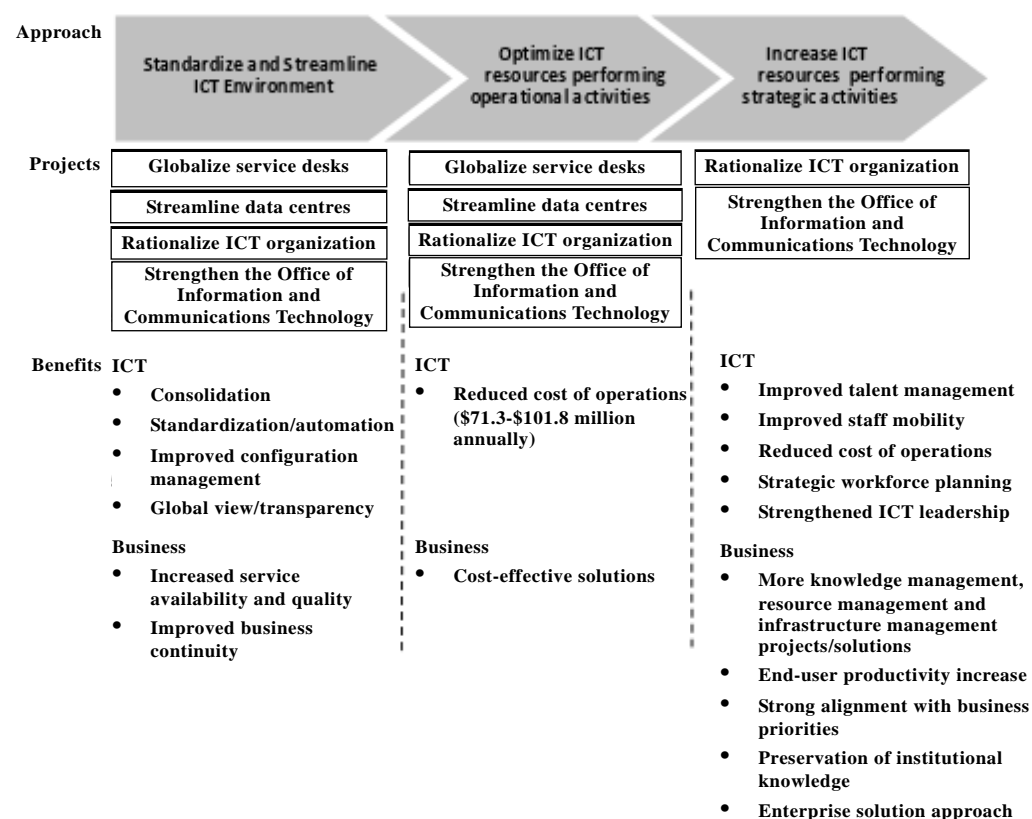 Approach
Standardize and Streamline
ICT Environment
Optimize ICT
resources performing
operational activities
Increase ICT
resources performing
strategic activities
Projects
Globalize service desks
Streamline data centres
Rationalize ICT organization
Strengthen the Office of
Information and
Communications Technology
Globalize service desks
Streamline data centres
Rationalize ICT organization
Strengthen the Office of
Information and
Communications Technology
Rationalize ICT organization
Strengthen the Office of
Information and
Communications Technology
Benefits
ICT
• Consolidation
• Standardization/automation
• Improved configuration
management
• Global view/transparency
Business
• Increased service
availability and quality
• Improved business
continuity
ICT
• Reduced cost of operations
($71.3-$101.8 million
annually)
Business
• Cost-effective solutions
ICT
• Improved talent management
• Improved staff mobility
• Reduced cost of operations
• Strategic workforce planning
• Strengthened ICT leadership
Business
• More knowledge management,
resource management and
infrastructure management
projects/solutions
• End-user productivity increase
• Strong alignment with business
priorities
• Preservation of institutional
knowledge
• Enterprise solution approach